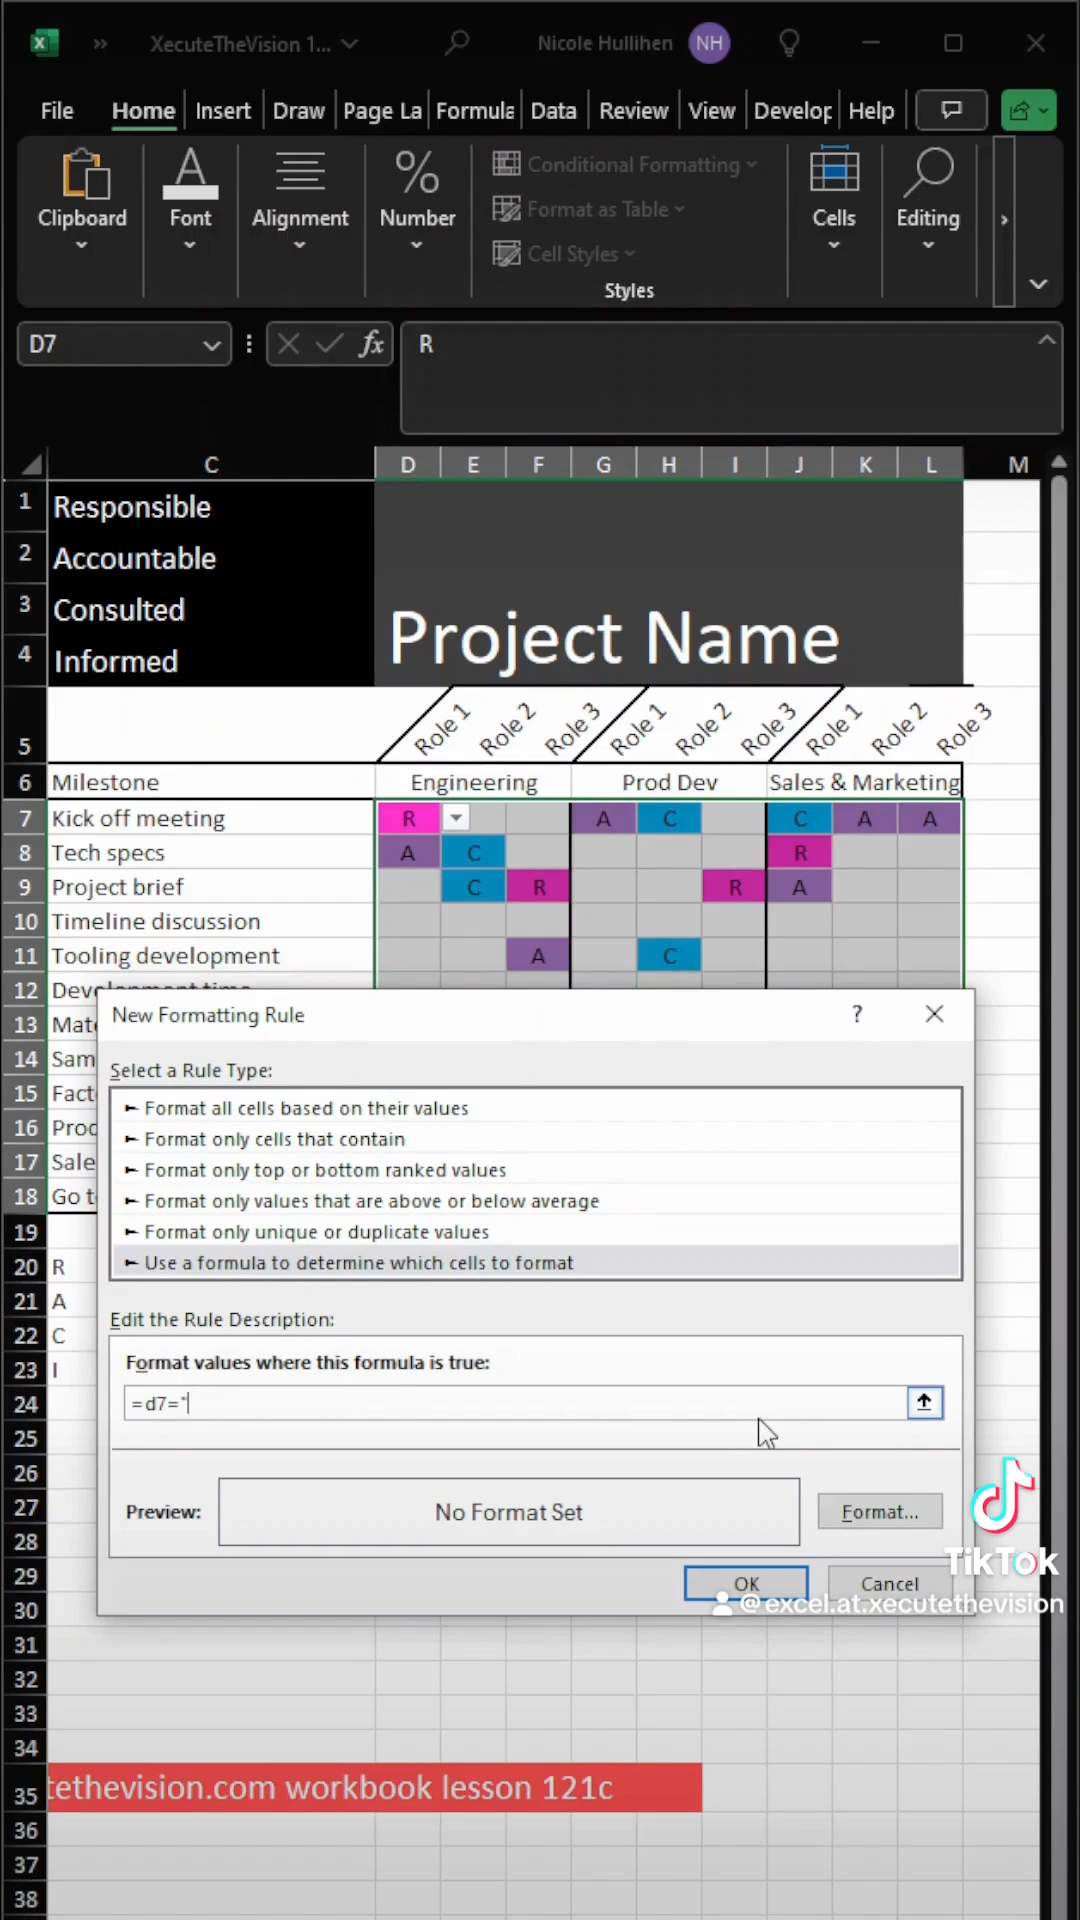 XecuteTheVision 1...
Nicole Hullihen
NH
File
Home
Insert
Draw
Page La
Formula
Data
Review
View
Develop
Help
Clipboard
Font
Alignment
Number
Conditional Formatting
Format as Table
Cell Styles
Styles
Cells
Editing
D7
fx
R
C D E F G H I J K L M
1 Responsible
2 Accountable
3 Consulted
4 Informed
Project Name
5 Role 1 Role 2 Role 3 Role 1 Role 2 Role 3 Role 1 Role 2 Role 3
6 Milestone Engineering Prod Dev Sales & Marketing
7 Kick off meeting R A C C A A
8 Tech specs A C R
9 Project brief C R R A
10 Timeline discussion
11 Tooling development A C
12
13 Mat
14 Sam
15 Fact
16 Proc
17 Sale
18 Go t
19
20 R
21 A
22 C
23 I
24
25
26
27
28
29
30
31
32
33
34
35 tethevision.com workbook lesson 121c
36
37
38
New Formatting Rule
?
Select a Rule Type:
► Format all cells based on their values
► Format only cells that contain
► Format only top or bottom ranked values
► Format only values that are above or below average
► Format only unique or duplicate values
► Use a formula to determine which cells to format
Edit the Rule Description:
Format values where this formula is true:
=d7="
Preview:
No Format Set
Format...
OK
Cancel
TikTok
@excel.at.xecutethevision